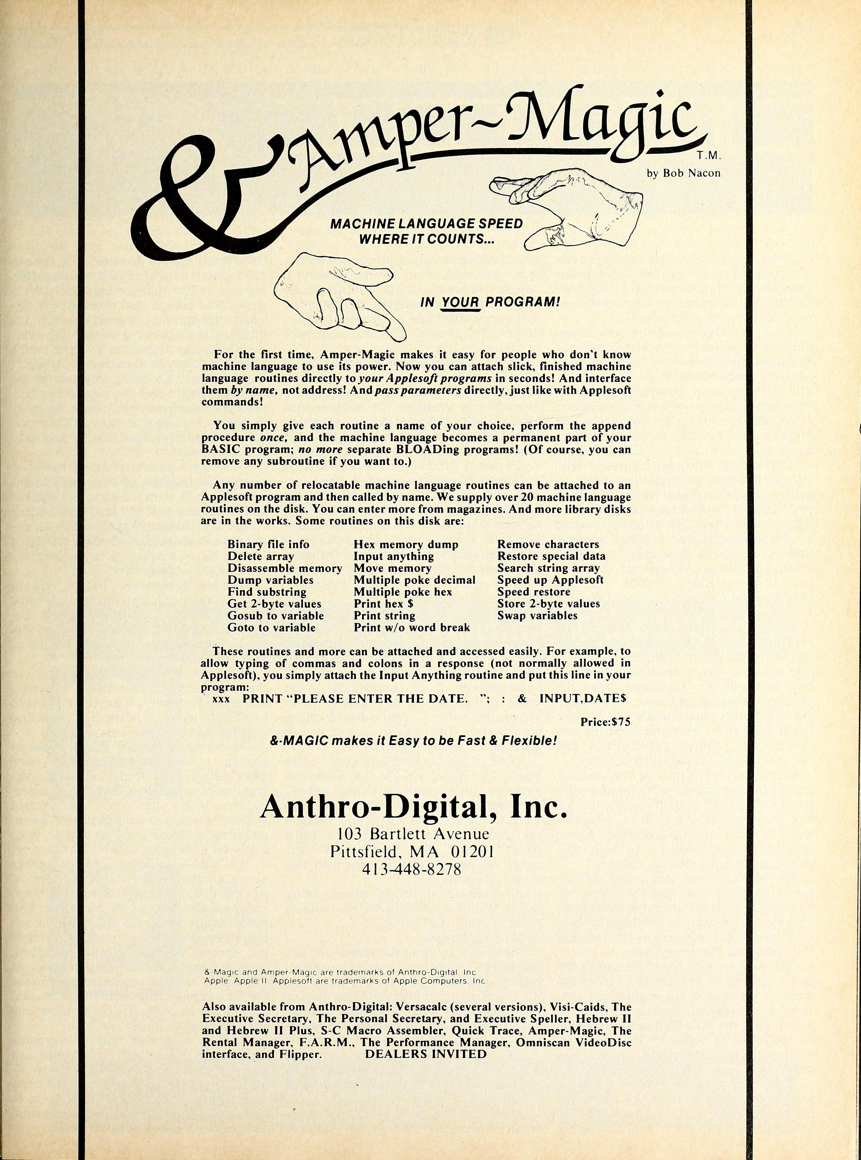 & Amper-Magic
T.M.
by Bob Nacon
MACHINE LANGUAGE SPEED
WHERE IT COUNTS...
IN YOUR PROGRAM!
For the first time, Amper-Magic makes it easy for people who don't know
machine language to use its power. Now you can attach slick, finished machine
language routines directly to your Applesoft programs in seconds! And interface
them by name, not address! And pass parameters directly, just like with Applesoft
commands!
You simply give each routine a name of your choice, perform the append
procedure once, and the machine language becomes a permanent part of your
BASIC program; no more separate BLOADing programs! (Of course, you can
remove any subroutine if you want to.)
Any number of relocatable machine language routines can be attached to an
Applesoft program and then called by name. We supply over 20 machine language
routines on the disk. You can enter more from magazines. And more library disks
are in the works. Some routines on this disk are:
Binary file info
Delete array
Disassemble memory
Dump variables
Find substring
Get 2-byte values
Gosub to variable
Goto to variable
Hex memory dump
Input anything
Move memory
Multiple poke decimal
Multiple poke hex
Print hex $
Print string
Print w/o word break
Remove characters
Restore special data
Search string array
Speed up Applesoft
Speed restore
Store 2-byte values
Swap variables
These routines and more can be attached and accessed easily. For example, to
allow typing of commas and colons in a response (not normally allowed in
Applesoft), you simply attach the Input Anything routine and put this line in your
program:
xxx PRINT "PLEASE ENTER THE DATE. "; : & INPUT,DATE$
Price:$75
&-MAGIC makes it Easy to be Fast & Flexible!
Anthro-Digital, Inc.
103 Bartlett Avenue
Pittsfield, MA 01201
413-448-8278
& Magic and Amper-Magic are trademarks of Anthro-Digital, Inc.
Apple, Apple II, Applesoft are trademarks of Apple Computers, Inc.
Also available from Anthro-Digital: Versacalc (several versions), Visi-Caids, The
Executive Secretary, The Personal Secretary, and Executive Speller, Hebrew II
and Hebrew II Plus, S-C Macro Assembler, Quick Trace, Amper-Magic, The
Rental Manager, F.A.R.M., The Performance Manager, Omniscan VideoDisc
interface, and Flipper. DEALERS INVITED